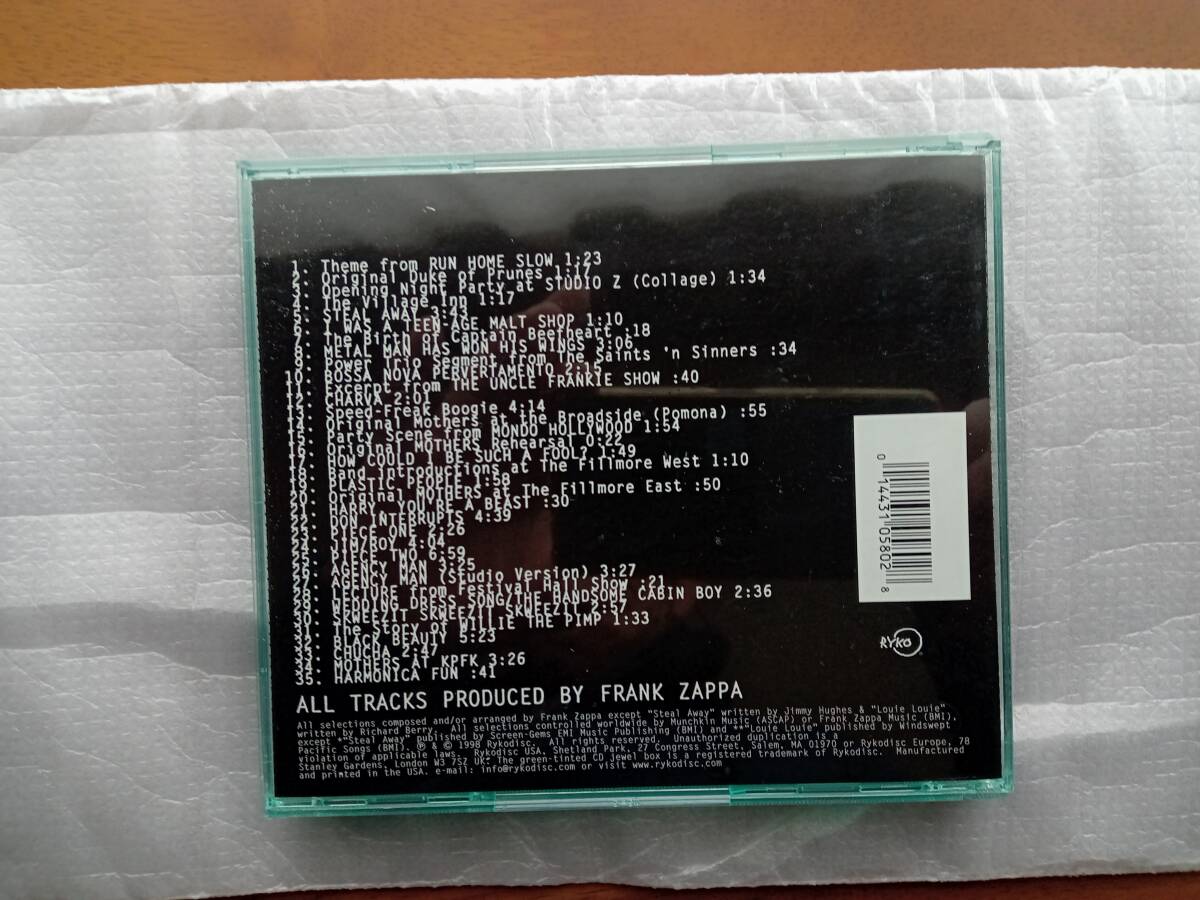 1. Theme from RUN HOME SLOW 1:23
2. Original Duke of Prunes 1:17
3. Opening Night Party at STUDIO Z (Collage) 1:34
4. The Village Inn 1:17
5. STEAL AWAY 3:43
6. I WAS A TEEN-AGE MALT SHOP 1:10
7. The Birth of Captain Beefheart :18
8. METAL MAN HAS WON HIS WINGS 3:06
9. Power Trio Segment from The Saints 'n Sinners :34
10. BOSSA NOVA PERVERTAMENTO 2:15
11. Excerpt from THE UNCLE FRANKIE SHOW :40
12. CHARVA 2:01
13. Speed-Freak Boogie 4:14
14. Original Mothers at the Broadside (Pomona) :55
15. Party Scene from MONDO HOLLYWOOD 1:54
16. Original MOTHERS Rehearsal 0:22
17. HOW COULD I BE SUCH A FOOL? 1:49
18. Band introductions at The Fillmore West 1:10
19. PLASTIC PEOPLE 1:58
20. Original MOTHERS at The Fillmore East :50
21. HARRY, YOU'RE A BEAST :30
22. DON INTERRUPTS 4:39
23. PIECE ONE 2:26
24. JIM/ROY 4:04
25. PIECE TWO 6:59
26. AGENCY MAN 3:25
27. AGENCY MAN (Studio Version) 3:27
28. LECTURE from Festival Hall Show :21
29. WEDDING DRESS SONG/THE HANDSOME CABIN BOY 2:36
30. SKWEEZIT SKWEEZIT SKWEEZIT 2:57
31. The Story of WILLIE THE PIMP 1:33
32. BLACK BEAUTY 5:23
33. CHUCHA 2:47
34. MOTHERS AT KPFK 3:26
35. HARMONICA FUN :41
ALL TRACKS PRODUCED BY FRANK ZAPPA
All selections composed and/or arranged by Frank Zappa except "Steal Away" written by Jimmy Hughes & "Louie Louie"
written by Richard Berry. All selections controlled worldwide by Munchkin Music (ASCAP) or Frank Zappa Music (BMI),
except *"Steal Away" published by Screen-Gems EMI Music Publishing (BMI) and **"Louie Louie" published by Windswept
Pacific Songs (BMI). ℗ & © 1998 Rykodisc. All rights reserved. Unauthorized duplication is a
violation of applicable laws. Rykodisc USA, Shetland Park, 27 Congress Street, Salem, MA 01970 or Rykodisc Europe, 78
Stanley Gardens, London W3 7SZ UK. The green-tinted CD jewel box is a registered trademark of Rykodisc. Manufactured
and printed in the USA. e-mail: info@rykodisc.com or visit www.rykodisc.com
0 14431 05802 8
RYKO